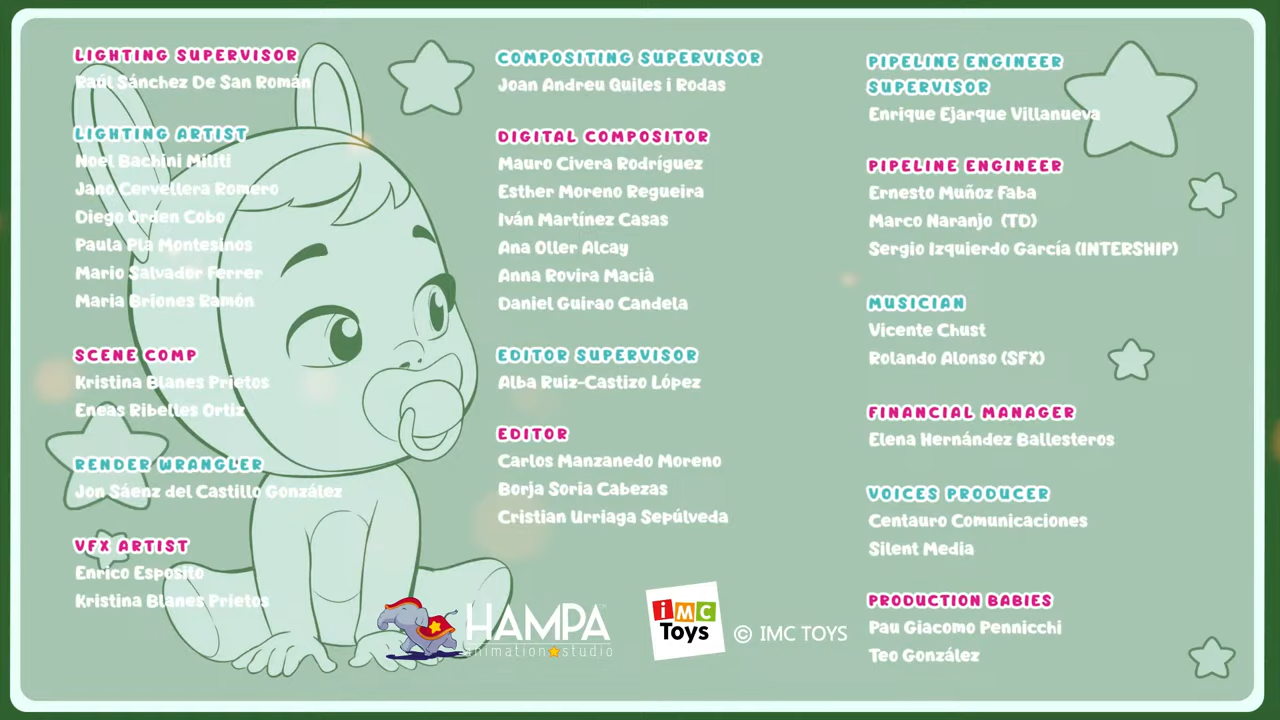 LIGHTING SUPERVISOR
Raúl Sánchez De San Román
LIGHTING ARTIST
Noel Bachini Militi
Jano Cervellera Romero
Diego Orden Cobo
Paula Pla Montesinos
Mario Salvador Ferrer
Maria Briones Ramón
SCENE COMP
Kristina Blanes Prietos
Eneas Ribelles Ortiz
RENDER WRANGLER
Jon Sáenz del Castillo González
VFX ARTIST
Enrico Esposito
Kristina Blanes Prietos
COMPOSITING SUPERVISOR
Joan Andreu Quiles i Rodas
DIGITAL COMPOSITOR
Mauro Civera Rodríguez
Esther Moreno Regueira
Iván Martínez Casas
Ana Oller Alcay
Anna Rovira Macià
Daniel Guirao Candela
EDITOR SUPERVISOR
Alba Ruiz-Castizo López
EDITOR
Carlos Manzanedo Moreno
Borja Soria Cabezas
Cristian Urriaga Sepúlveda
HAMPA
animation studio
iMC
Toys
© IMC TOYS
PIPELINE ENGINEER
SUPERVISOR
Enrique Ejarque Villanueva
PIPELINE ENGINEER
Ernesto Muñoz Faba
Marco Naranjo (TD)
Sergio Izquierdo García (INTERSHIP)
MUSICIAN
Vicente Chust
Rolando Alonso (SFX)
FINANCIAL MANAGER
Elena Hernández Ballesteros
VOICES PRODUCER
Centauro Comunicaciones
Silent Media
PRODUCTION BABIES
Pau Giacomo Pennicchi
Teo González